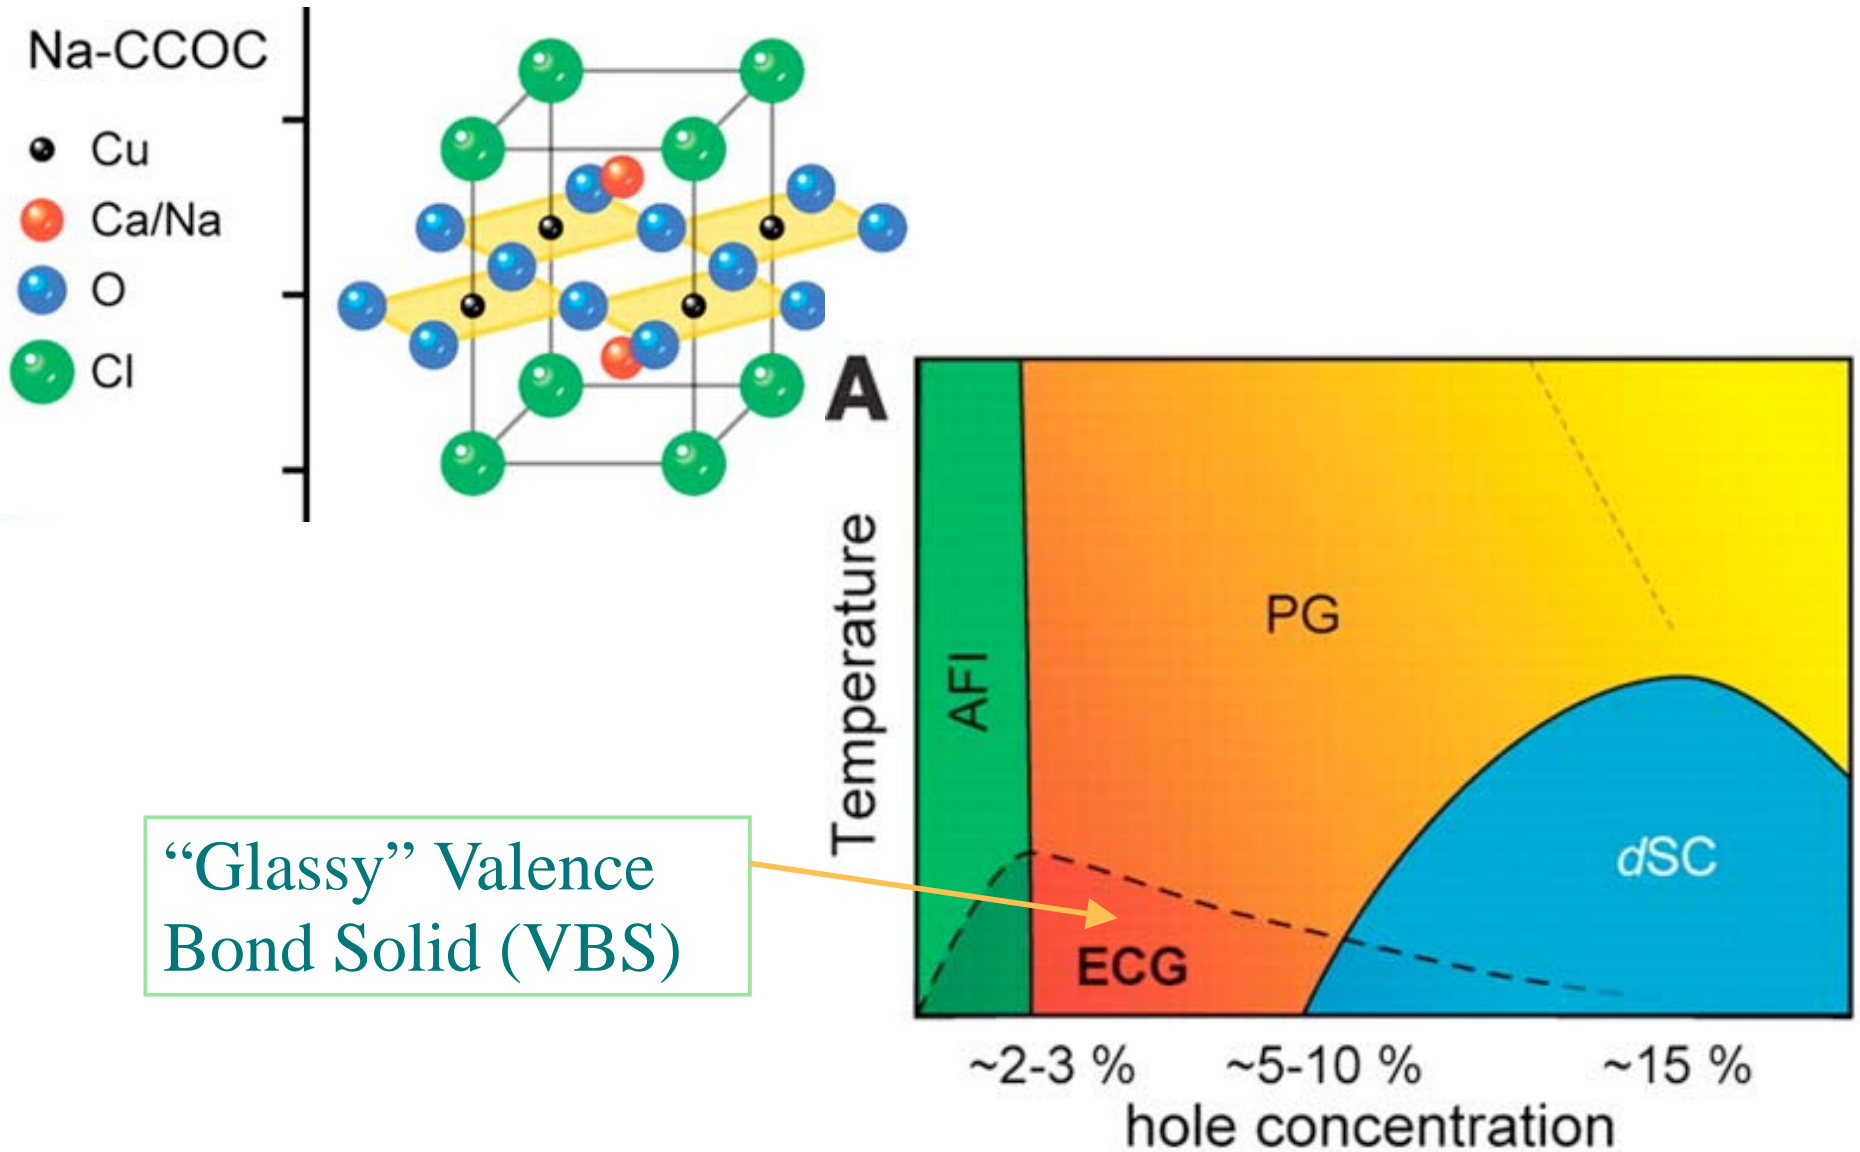 Na-CCOC
Cu
Ca/Na
O
Cl
A
Temperature
AFI
PG
dSC
ECG
“Glassy” Valence
Bond Solid (VBS)
~2-3 %
~5-10 %
~15 %
hole concentration